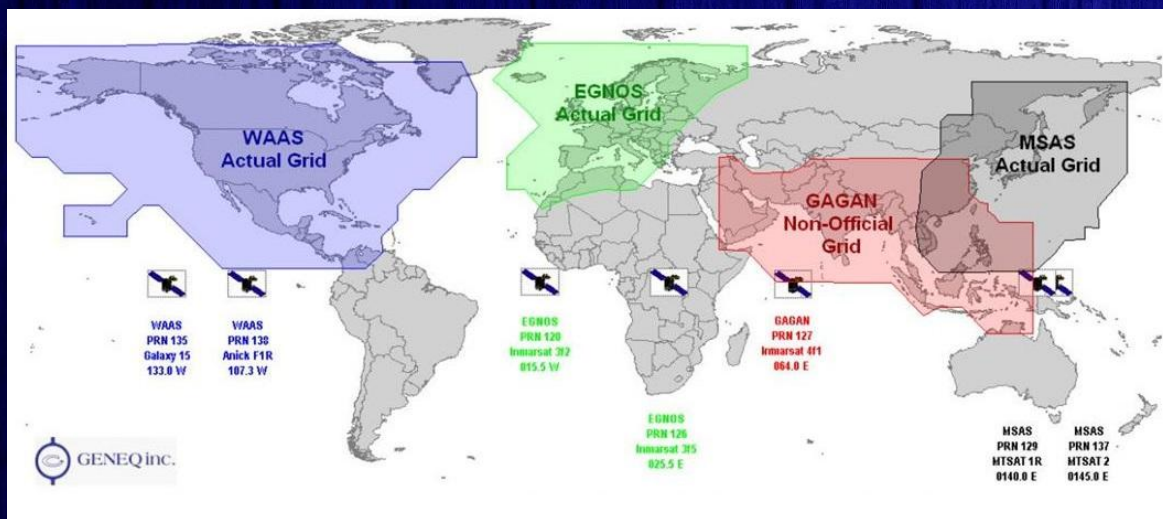 WAAS
Actual Grid
EGNOS
Actual Grid
MSAS
Actual Grid
GAGAN
Non-Official
Grid
WAAS
PRN 135
Galaxy 15
133.0 W
WAAS
PRN 138
Anick F1R
107.3 W
EGNOS
PRN 120
Inmarsat 3f2
015.5 W
EGNOS
PRN 126
Inmarsat 3f5
025.5 E
GAGAN
PRN 127
Inmarsat 4f1
064.0 E
MSAS
PRN 129
MTSAT 1R
0140.0 E
MSAS
PRN 137
MTSAT 2
0145.0 E
GENEQ inc.